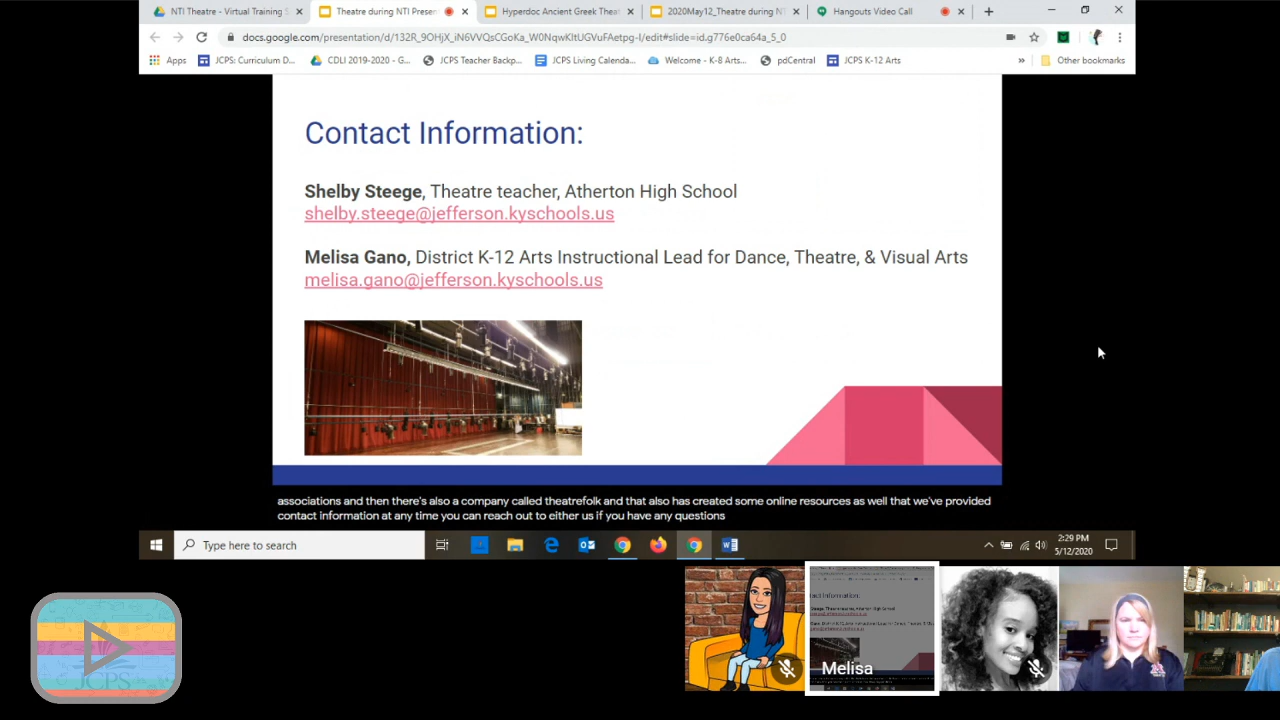 NTI Theatre - Virtual Training S
Theatre during NTI Prese
Hyperdoc Ancient Greek Thea
2020May12_Theatre during NT
Hangouts Video Call
docs.google.com/presentation/d/132R_9OHjX_iN6VVQsCGoKa_W0NqwKItUGVuFAetpg-I/edit#slide=id.g776e0ca64a_5_0
Apps
JCPS: Curriculum D...
CDLI 2019-2020 - G...
JCPS Teacher Backp...
JCPS Living Calenda...
Welcome - K-8 Arts...
pdCentral
JCPS K-12 Arts
»
Other bookmarks
Contact Information:
Shelby Steege, Theatre teacher, Atherton High School
shelby.steege@jefferson.kyschools.us
Melisa Gano, District K-12 Arts Instructional Lead for Dance, Theatre, & Visual Arts
melisa.gano@jefferson.kyschools.us
associations and then there's also a company called theatrefolk and that also has created some online resources as well that we've provided
contact information at any time you can reach out to either us if you have any questions
Type here to search
2:29 PM
5/12/2020
Melisa
JCPS